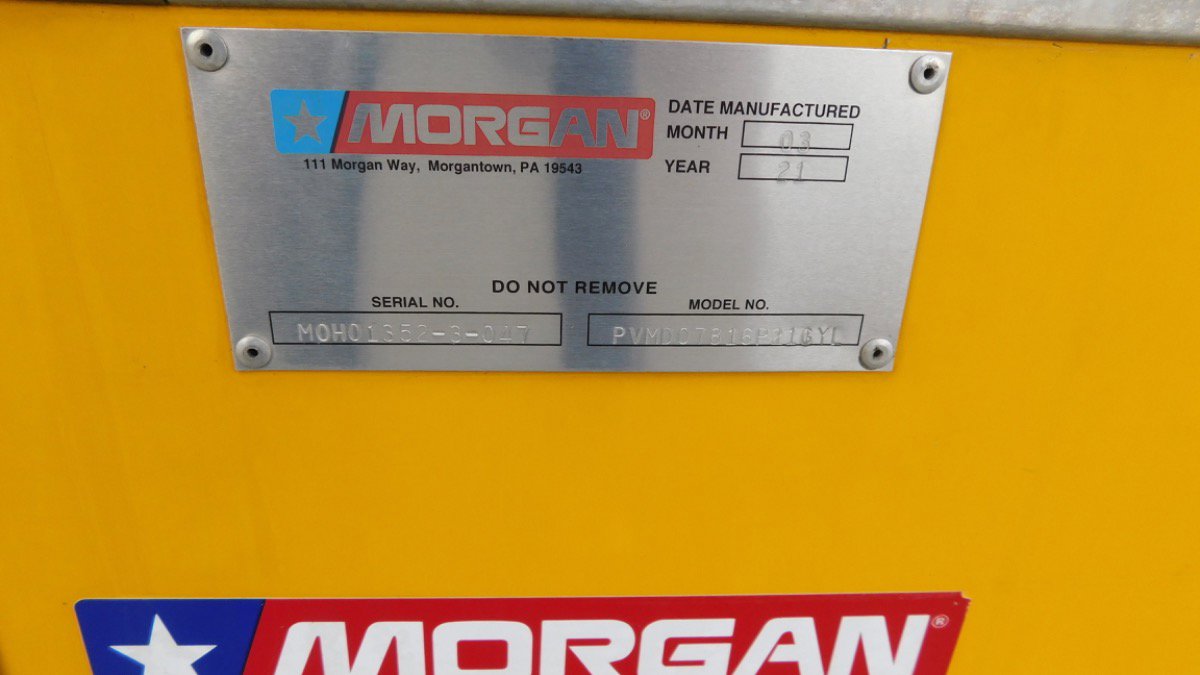 MORGAN®
111 Morgan Way, Morgantown, PA 19543
DATE MANUFACTURED
MONTH 03
YEAR 21
DO NOT REMOVE
SERIAL NO.
MOH01352-3-047
MODEL NO.
MORGAN®